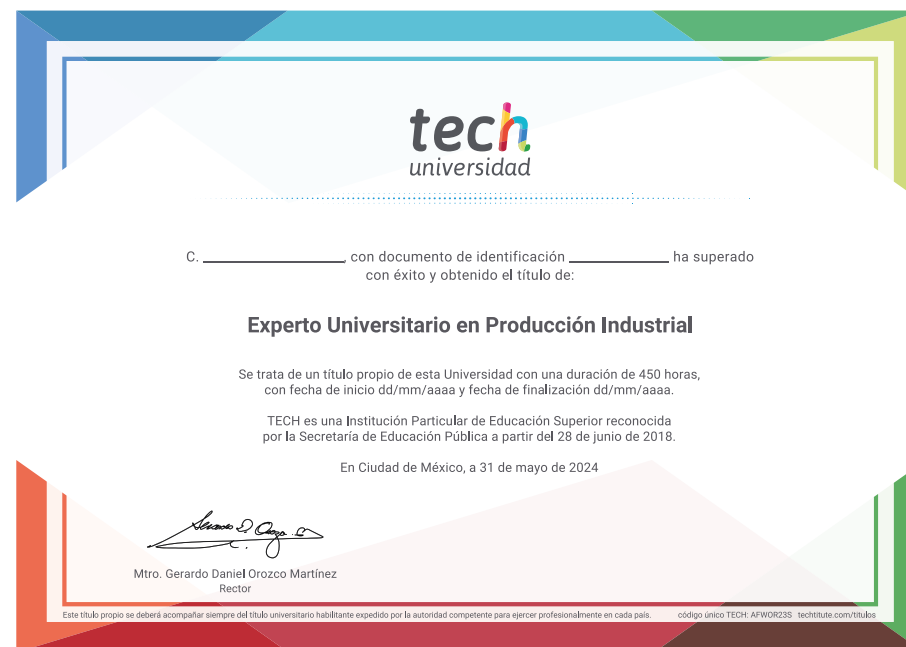 tech
universidad
C. ____________, con documento de identificación ____________ ha superado
con éxito y obtenido el título de:
Experto Universitario en Producción Industrial
Se trata de un título propio de esta Universidad con una duración de 450 horas,
con fecha de inicio dd/mm/aaaa y fecha de finalización dd/mm/aaaa.
TECH es una Institución Particular de Educación Superior reconocida
por la Secretaría de Educación Pública a partir del 28 de junio de 2018.
En Ciudad de México, a 31 de mayo de 2024
Mtro. Gerardo Daniel Orozco Martínez
Rector
Este título propio se deberá acompañar siempre del título universitario habilitante expedido por la autoridad competente para ejercer profesionalmente en cada país. código único TECH: AFWOR23S techtitute.com/titulos